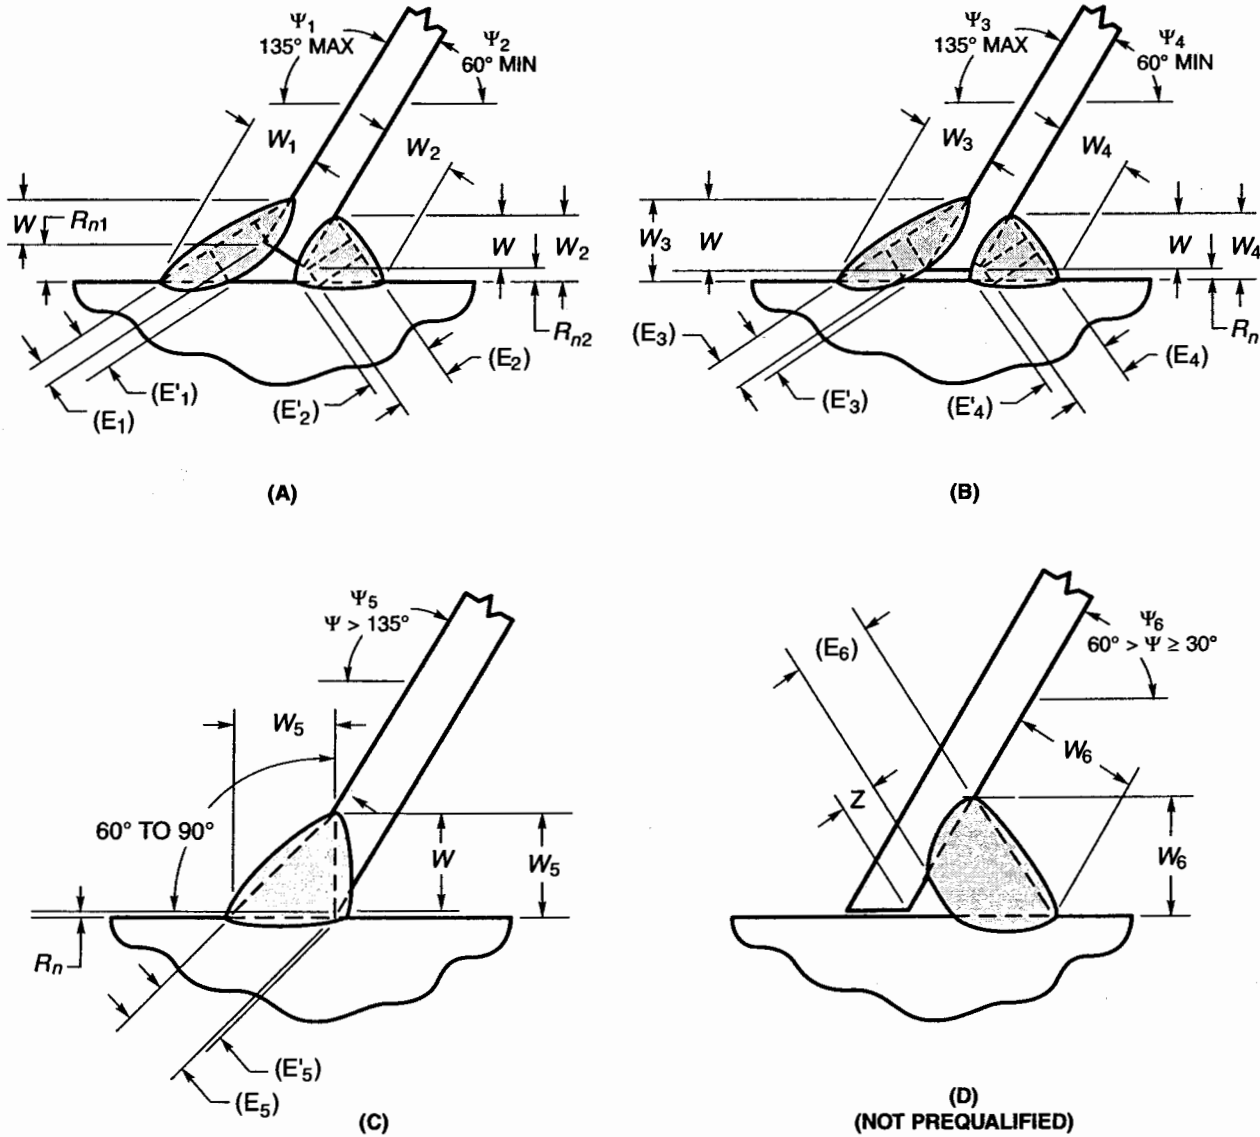 Ψ1
135° MAX
Ψ2
60° MIN
W1
W2
W
Rn1
W
W2
Rn2
(E1)
(E'1)
(E'2)
(E2)
(A)
Ψ3
135° MAX
Ψ4
60° MIN
W3
W4
W3
W
W
W4
Rn
(E3)
(E'3)
(E'4)
(E4)
(B)
Ψ5
Ψ > 135°
W5
60° TO 90°
W
W5
Rn
(E'5)
(E5)
(C)
(E6)
Ψ6
60° > Ψ ≥ 30°
W6
Z
W6
(D)
(NOT PREQUALIFIED)